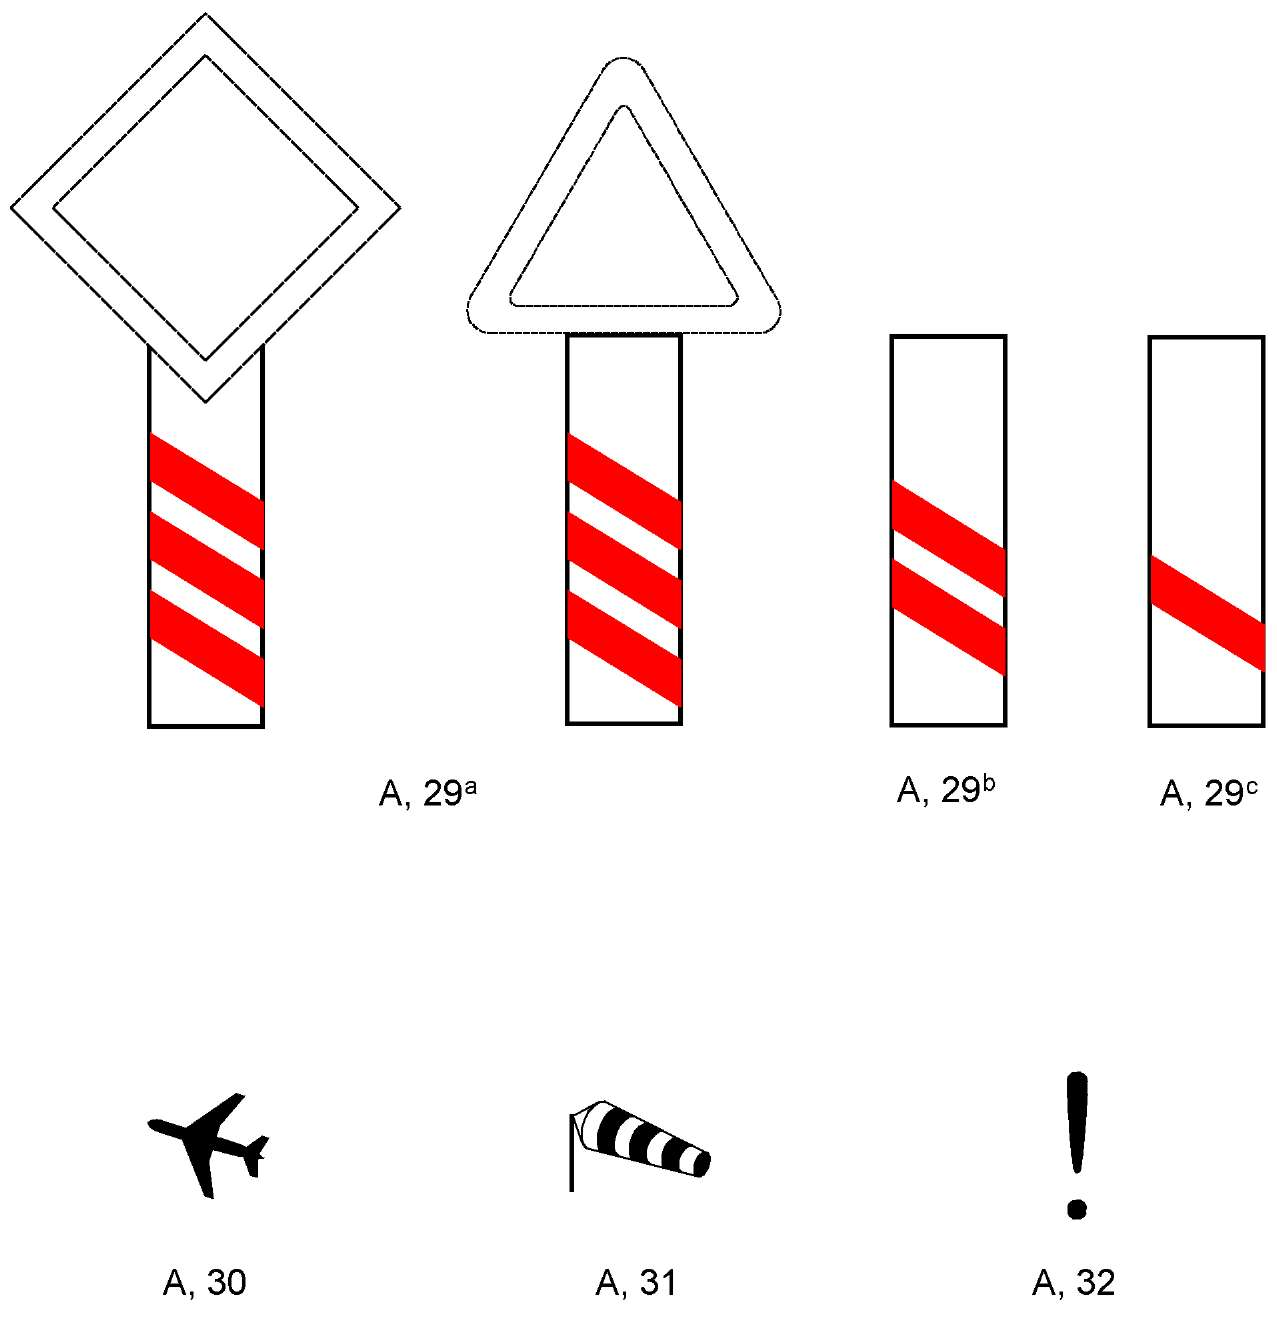 A, 29ᵃ
A, 29ᵇ
A, 29ᶜ
A, 30
A, 31
A, 32